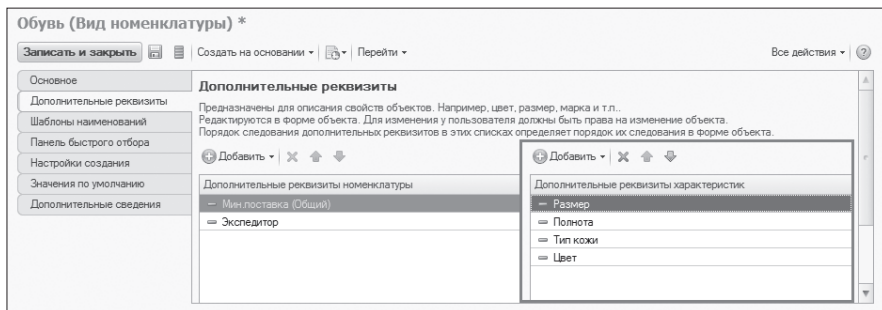 Обувь (Вид номенклатуры) *
Записать и закрыть Создать на основании Перейти Все действия ?
Основное
Дополнительные реквизиты
Шаблоны наименований
Панель быстрого отбора
Настройки создания
Значения по умолчанию
Дополнительные сведения
Дополнительные реквизиты
Предназначены для описания свойств объектов. Например, цвет, размер, марка и т.п..
Редактируются в форме объекта. Для изменения у пользователя должны быть права на изменение объекта.
Порядок следования дополнительных реквизитов в этих списках определяет порядок их следования в форме объекта.
Добавить
Дополнительные реквизиты номенклатуры
Мин.поставка (Общий)
Экспедитор
Добавить
Дополнительные реквизиты характеристик
Размер
Полнота
Тип кожи
Цвет